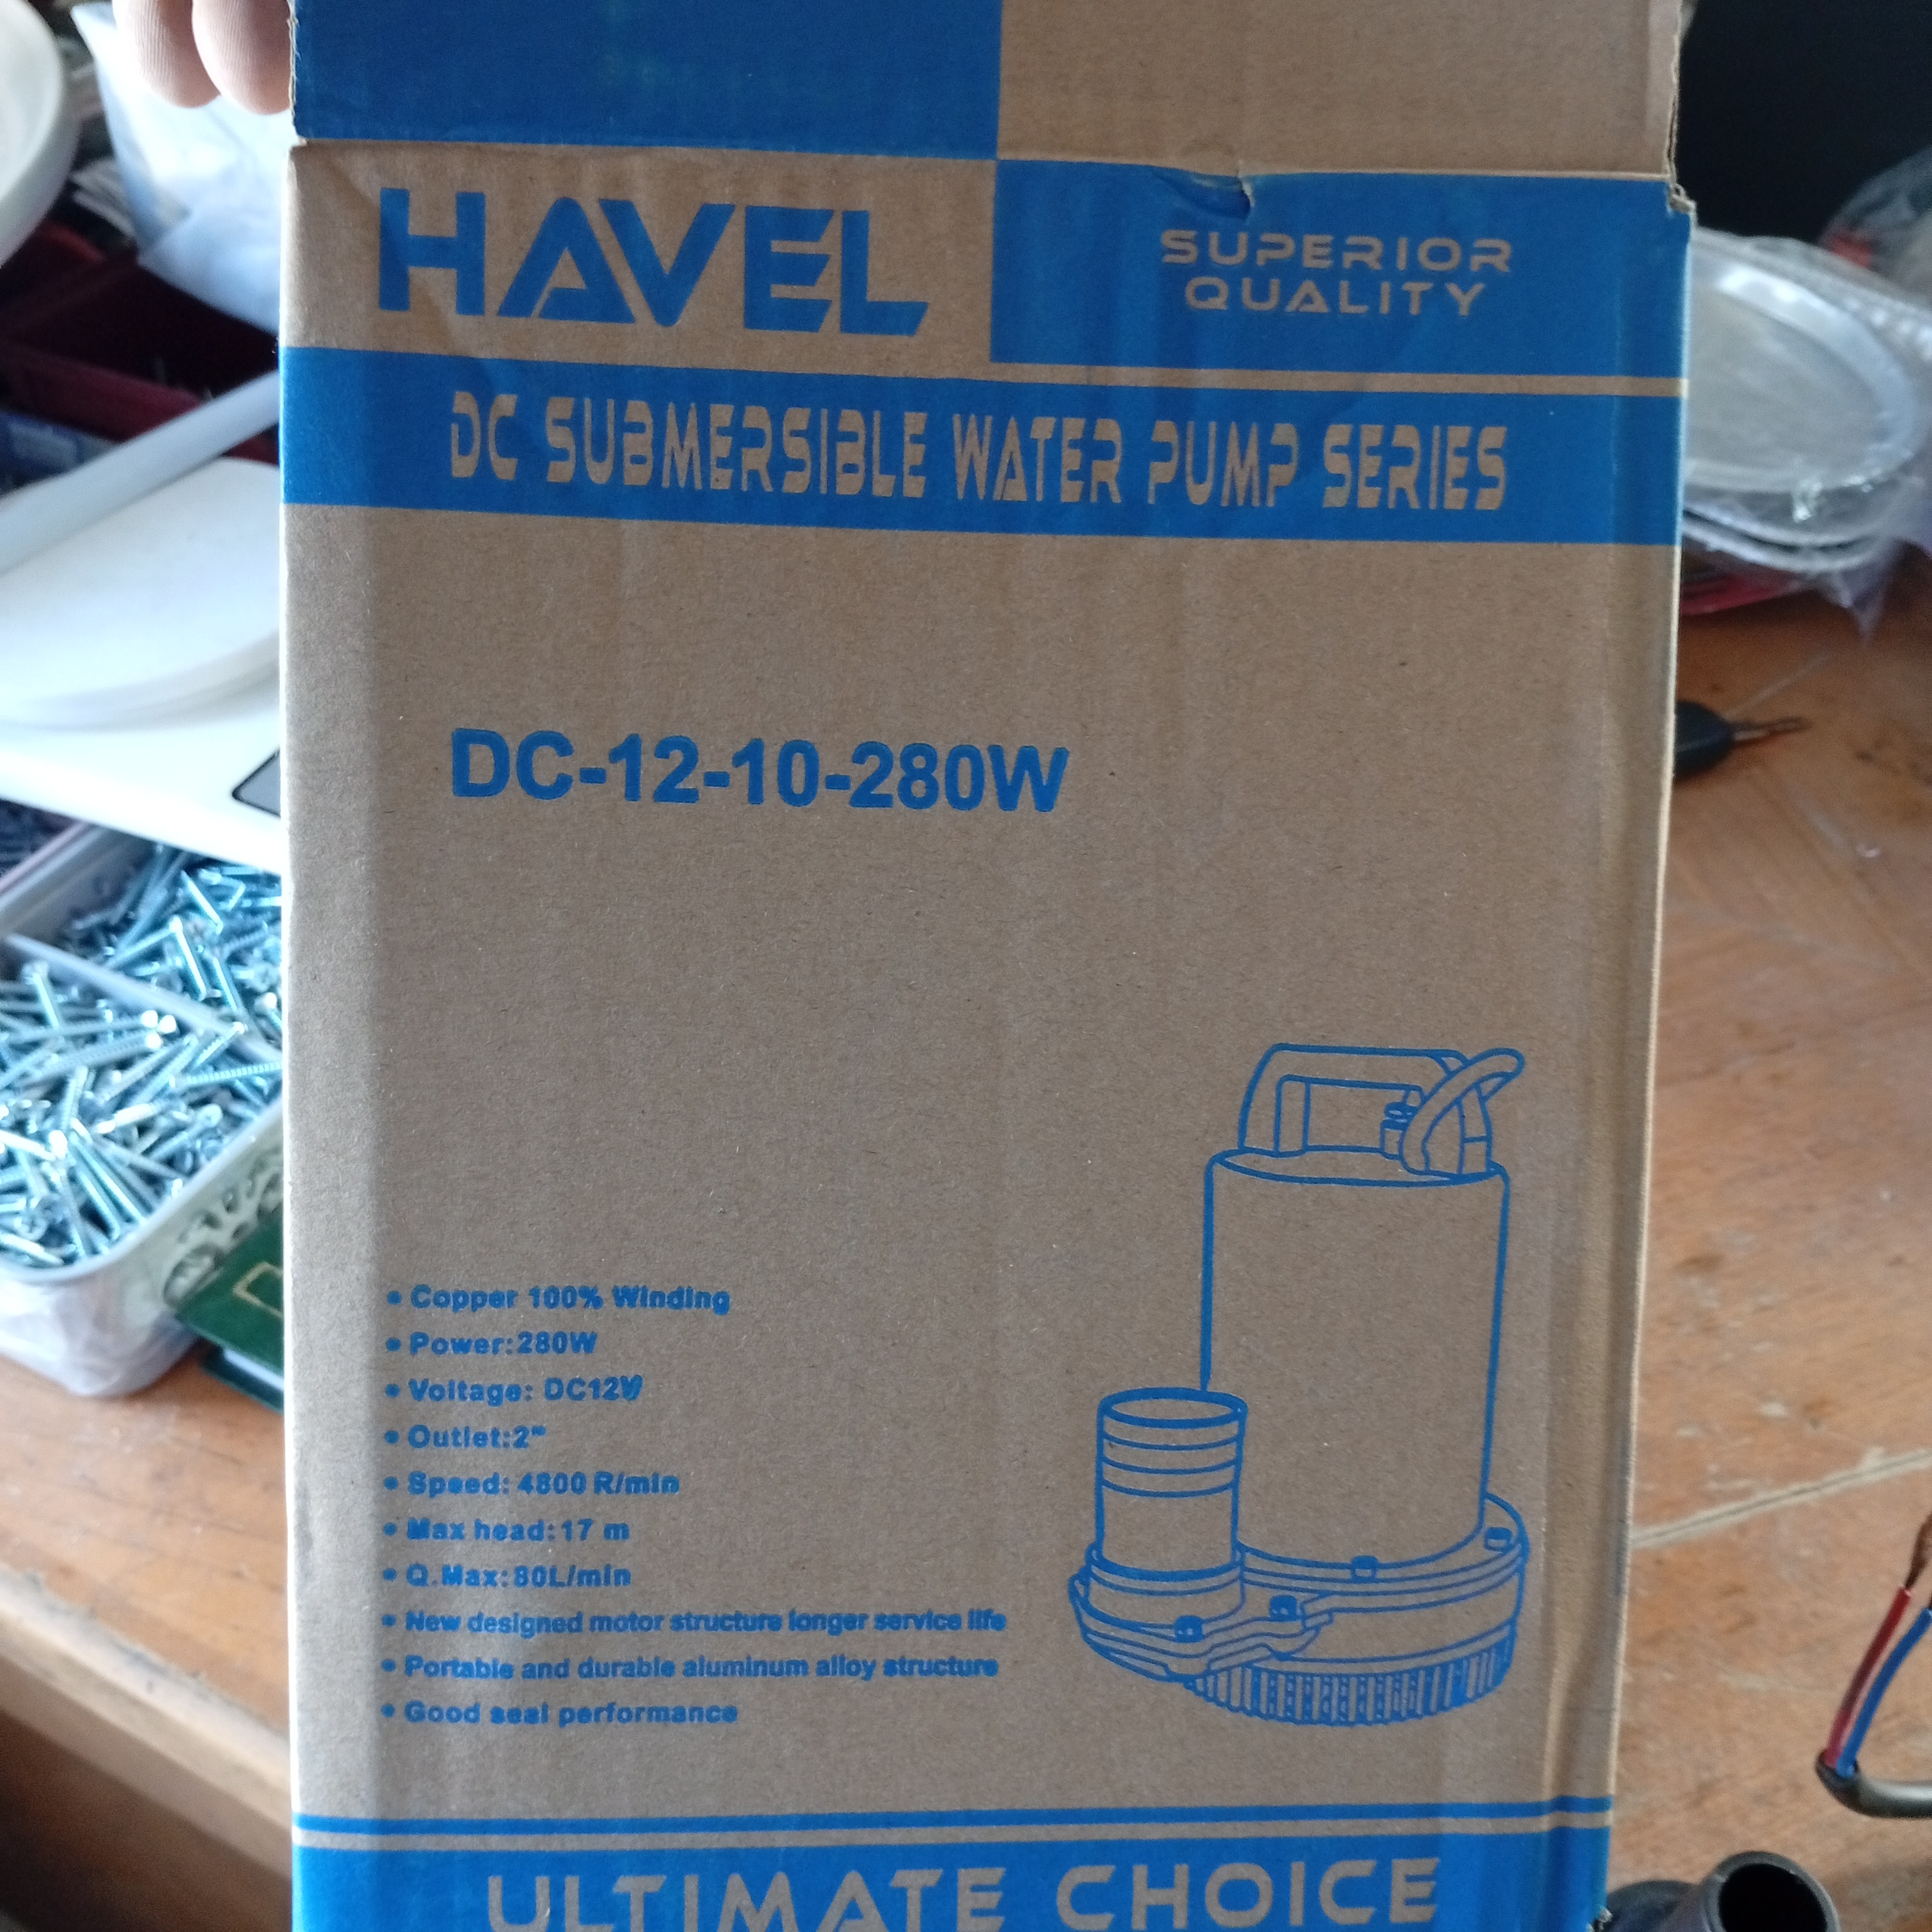 HAVEL
SUPERIOR
QUALITY
DC SUBMERSIBLE WATER PUMP SERIES
DC-12-10-280W
• Copper 100% Winding
• Power:280W
• Voltage: DC12V
• Outlet:2"
• Speed: 4800 R/min
• Max head:17 m
• Q.Max:80L/min
• New designed motor structure longer service life
• Portable and durable aluminum alloy structure
• Good seal performance
ULTIMATE CHOICE